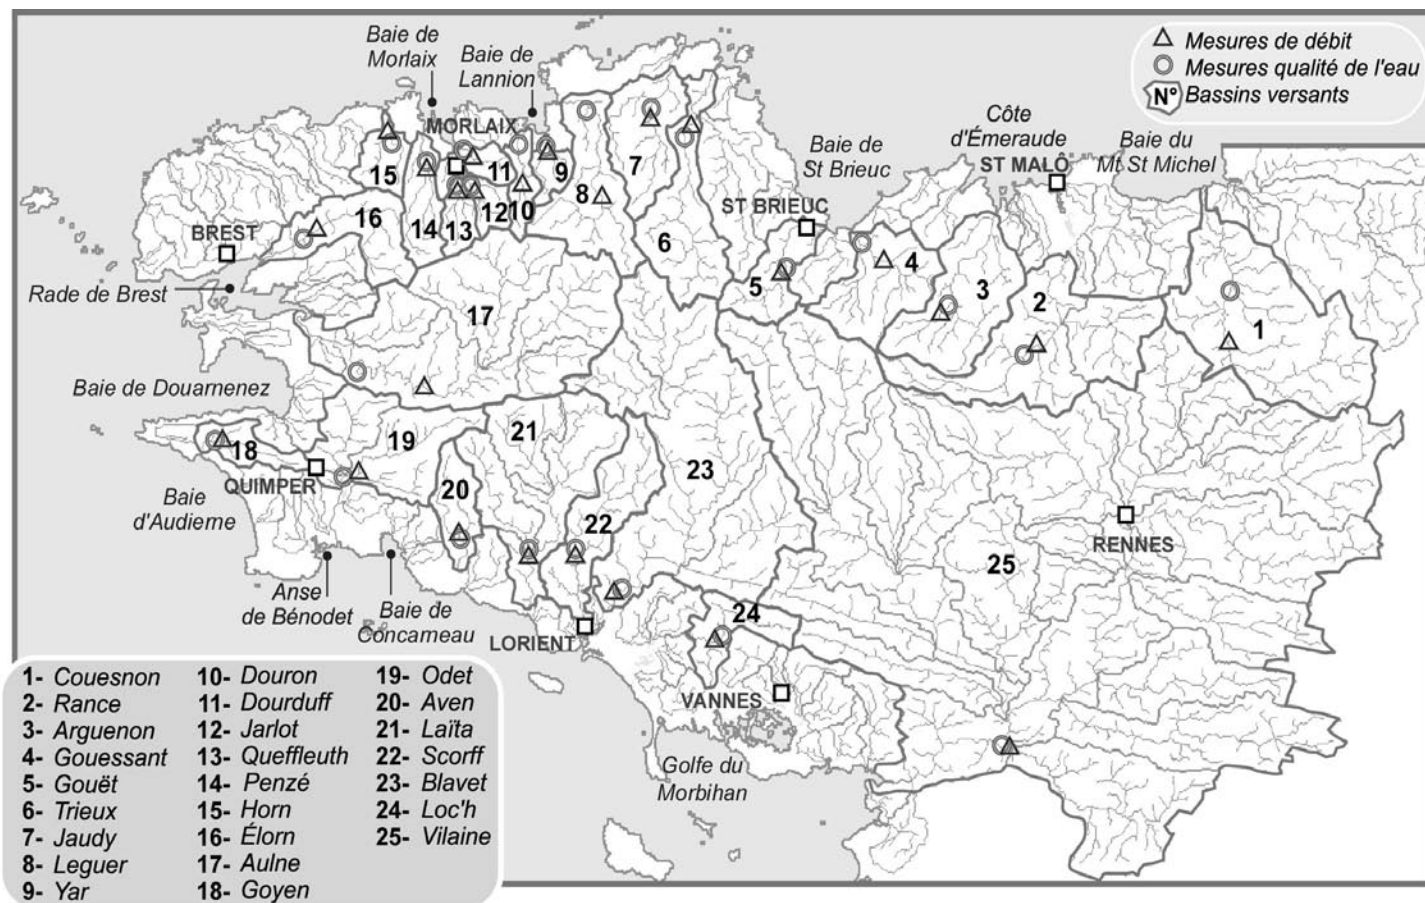 Baie de
Morlaix
Baie de
Lannion
MORLAIX
Mesures de débit
Mesures qualité de l'eau
N° Bassins versants
Côte
d'Émeraude
ST MALÔ
Baie du
Mt St Michel
Baie de
St Brieuc
ST BRIEUC
BREST
Rade de Brest
15
16
14
13
12
11
10
9
8
7
6
5
4
3
2
1
17
Baie de Douarnenez
18
19
20
21
22
23
24
25
QUIMPER
Baie
d'Audierne
Anse
de Bénodet
Baie de
Concarneau
LORIENT
VANNES
RENNES
Golfe du
Morbihan
1- Couesnon
2- Rance
3- Arguenon
4- Gouessant
5- Gouët
6- Trieux
7- Jaudy
8- Leguer
9- Yar
10- Douron
11- Dourduff
12- Jarlot
13- Queffleuth
14- Penzé
15- Horn
16- Élorn
17- Aulne
18- Goyen
19- Odet
20- Aven
21- Laïta
22- Scorff
23- Blavet
24- Loc'h
25- Vilaine